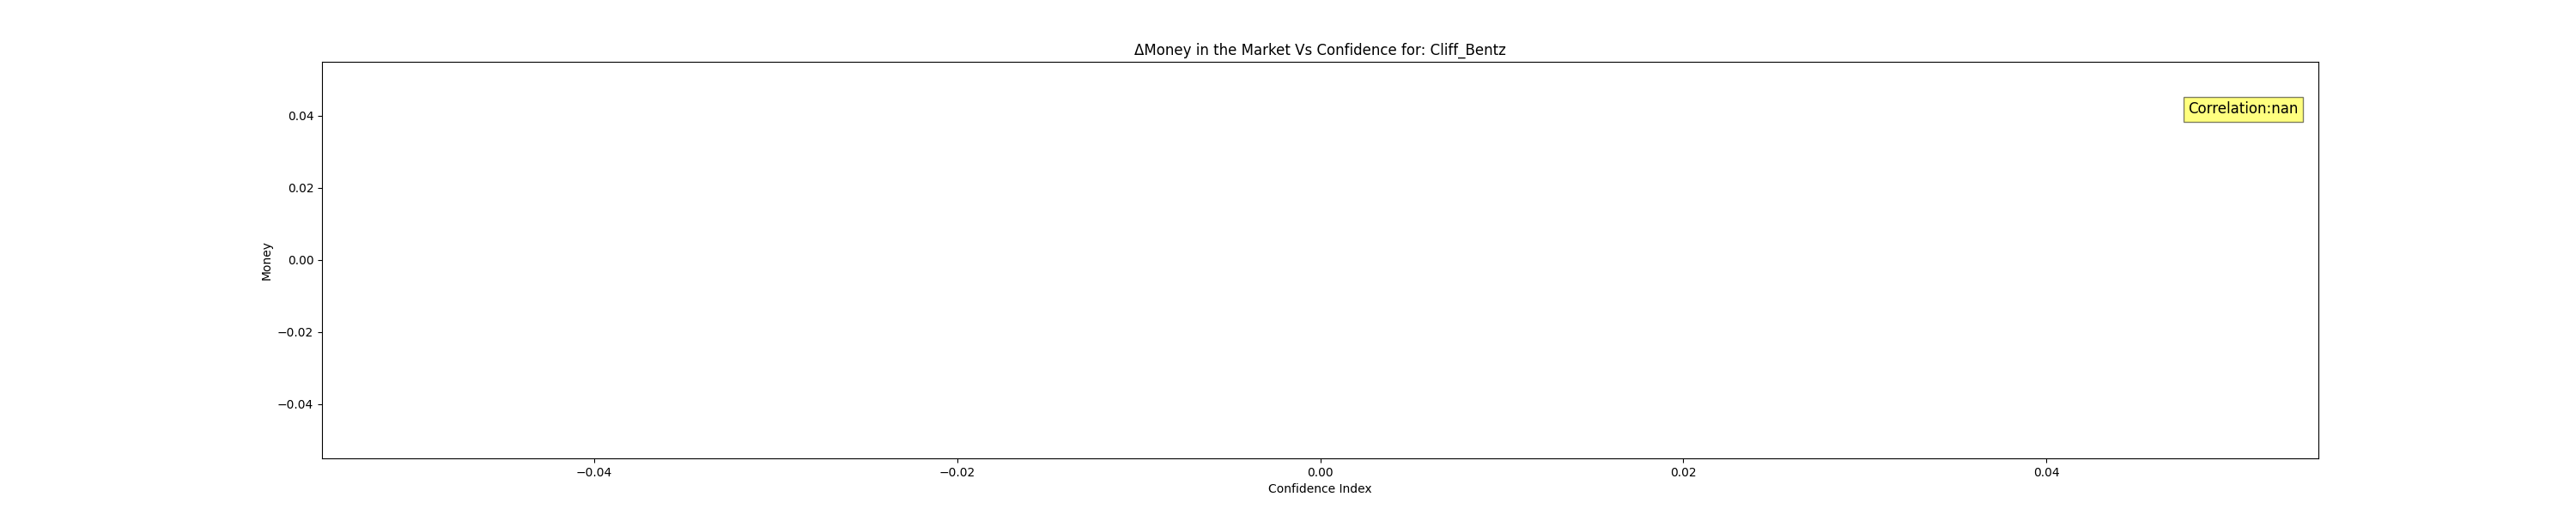 ΔMoney in the Market Vs Confidence for: Cliff_Bentz
Correlation:nan
0.04
0.02
0.00
−0.02
−0.04
Money
−0.04 −0.02 0.00 0.02 0.04
Confidence Index